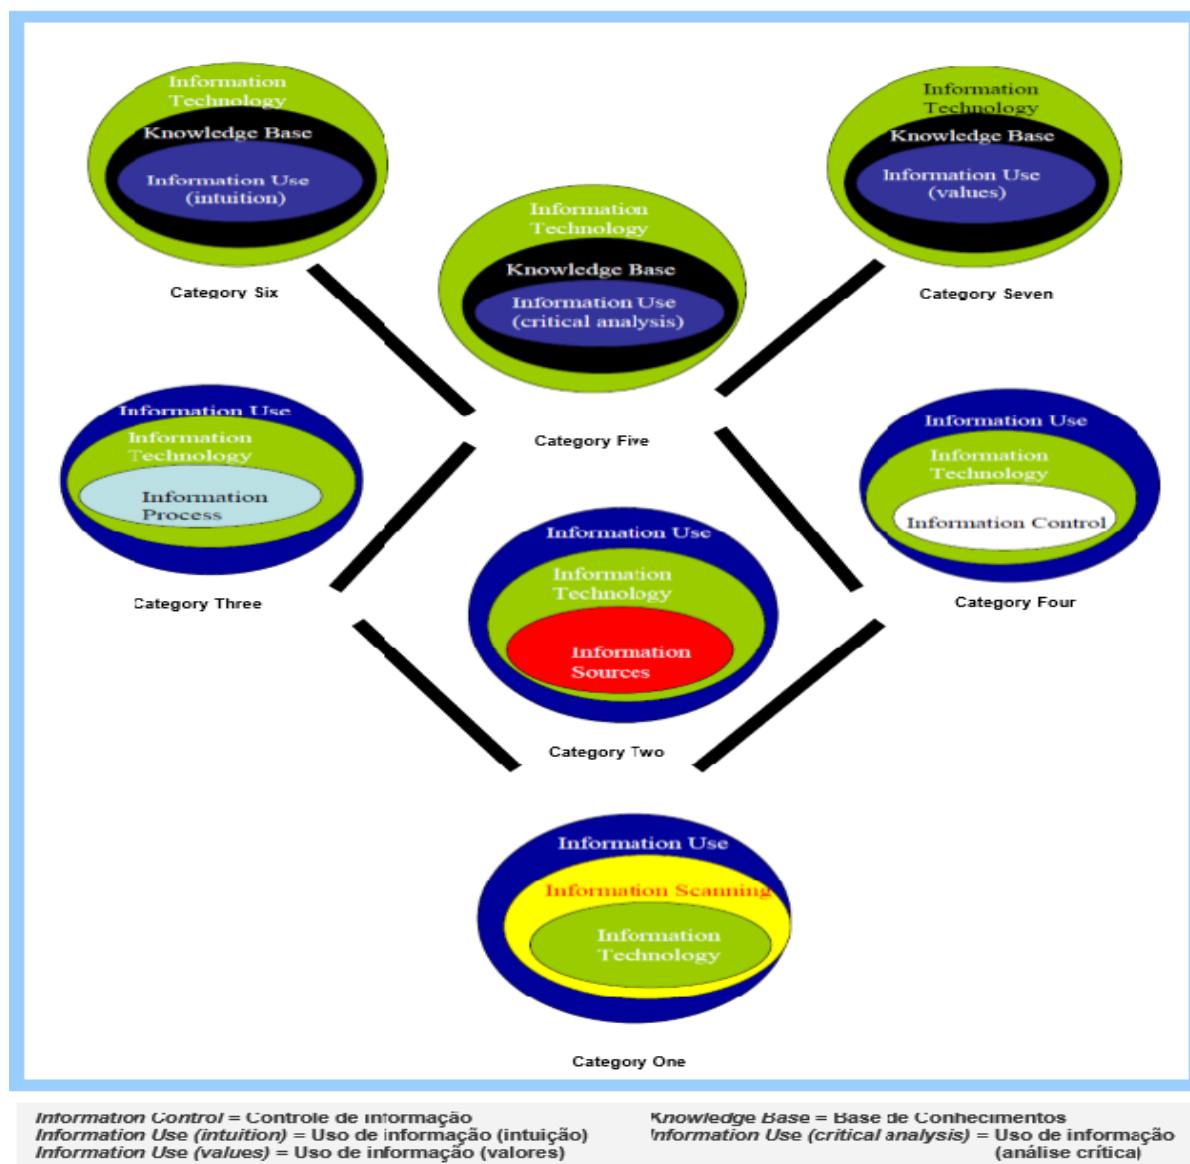 Information
Technology
Knowledge Base
Information Use
(intuition)
Category Six
Information
Technology
Knowledge Base
Information Use
(values)
Category Seven
Information
Technology
Knowledge Base
Information Use
(critical analysis)
Category Five
Information Use
Information
Technology
Information
Process
Category Three
Information Use
Information
Technology
Information Control
Category Four
Information Use
Information
Technology
Information
Sources
Category Two
Information Use
Information Scanning
Information
Technology
Category One
Information Control = Controle de informação
Information Use (intuition) = Uso de informação (intuição)
Information Use (values) = Uso de informação (valores)
Knowledge Base = Base de Conhecimentos
Information Use (critical analysis) = Uso de informação
(análise crítica)